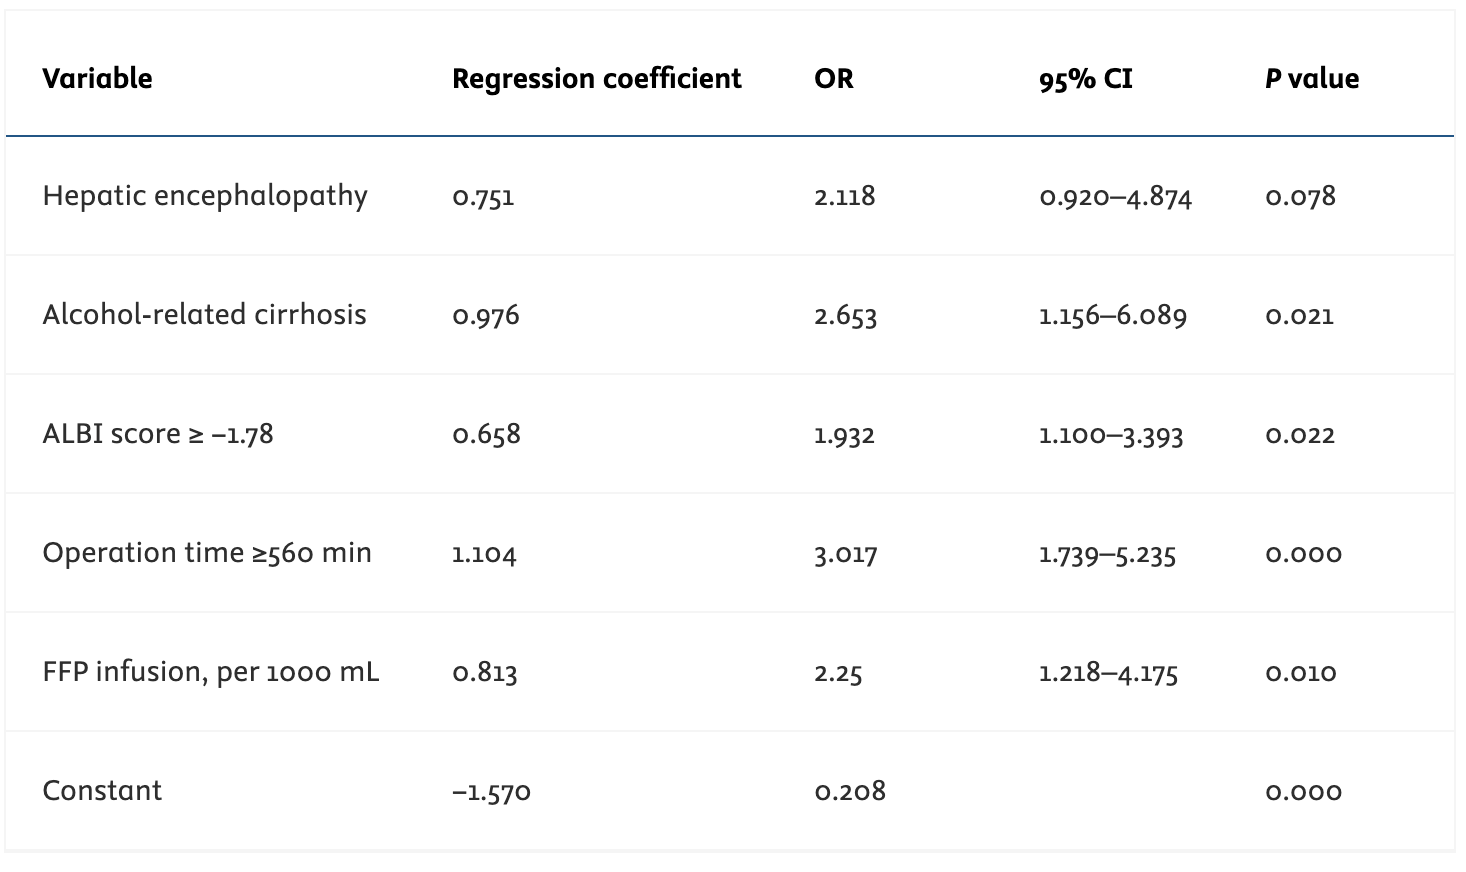 Variable Regression coefficient OR 95% CI P value
Hepatic encephalopathy 0.751 2.118 0.920–4.874 0.078
Alcohol-related cirrhosis 0.976 2.653 1.156–6.089 0.021
ALBI score ≥ –1.78 0.658 1.932 1.100–3.393 0.022
Operation time ≥560 min 1.104 3.017 1.739–5.235 0.000
FFP infusion, per 1000 mL 0.813 2.25 1.218–4.175 0.010
Constant –1.570 0.208 0.000